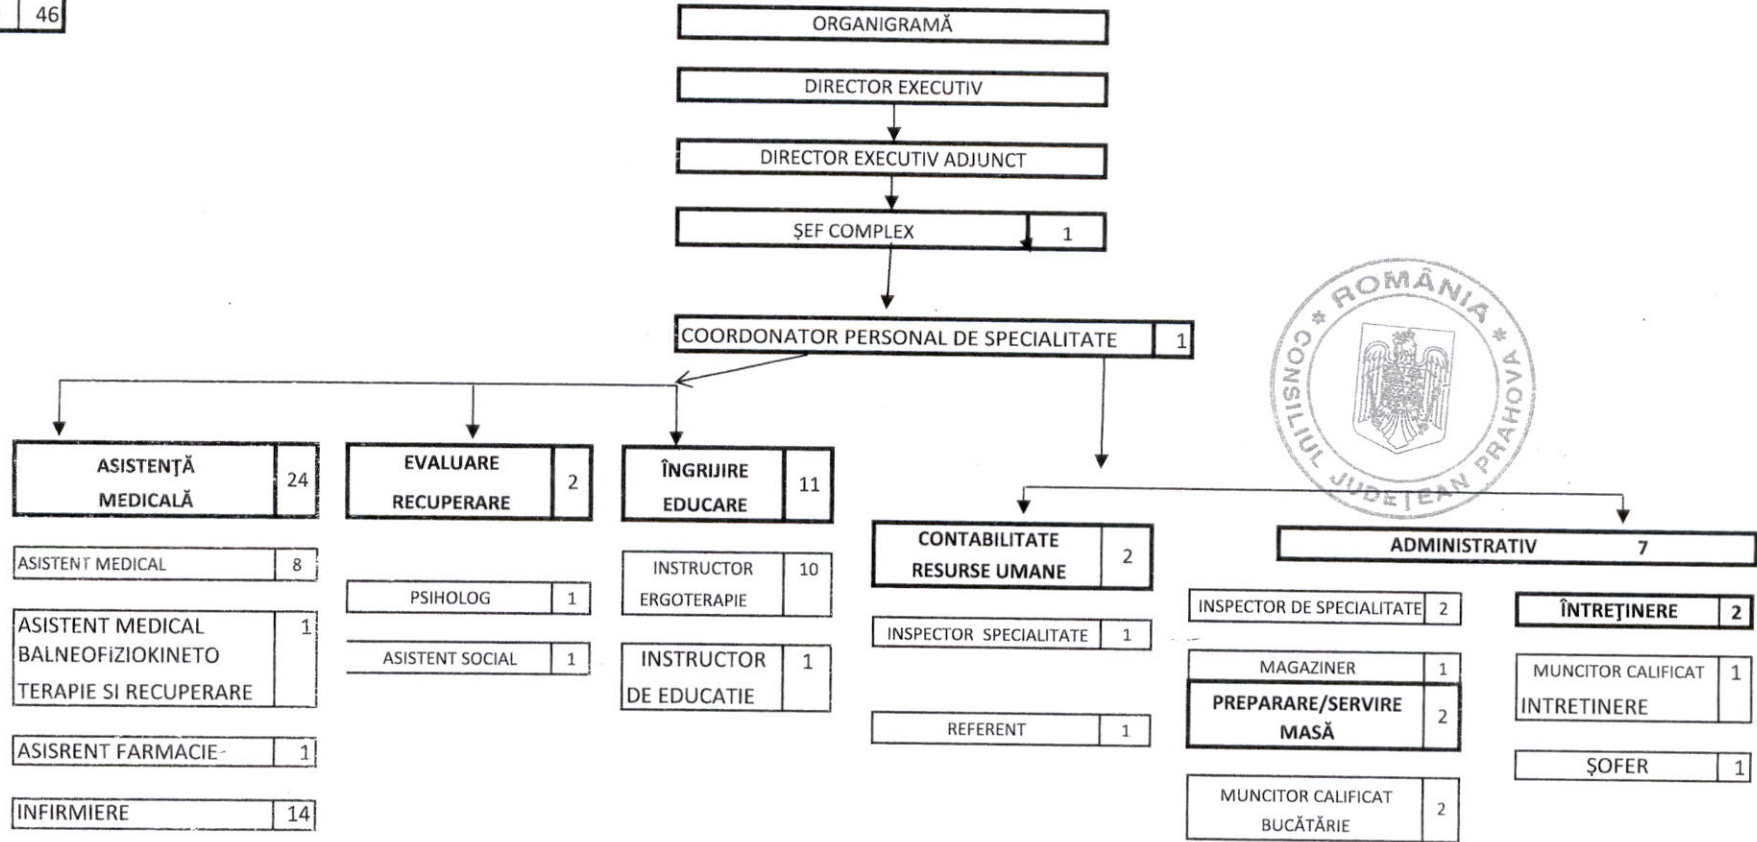 46
ORGANIGRAMĂ
DIRECTOR EXECUTIV
DIRECTOR EXECUTIV ADJUNCT
ŞEF COMPLEX 1
COORDONATOR PERSONAL DE SPECIALITATE 1
ROMÂNIA
CONSILIUL JUDEŢEAN PRAHOVA
ASISTENŢĂ
MEDICALĂ
24
ASISTENT MEDICAL 8
ASISTENT MEDICAL 1
BALNEOFiZIOKINETO
TERAPIE SI RECUPERARE
ASISRENT FARMACIE 1
INFIRMIERE 14
EVALUARE
RECUPERARE
2
PSIHOLOG 1
ASISTENT SOCIAL 1
ÎNGRIJIRE
EDUCARE
11
INSTRUCTOR 10
ERGOTERAPIE
INSTRUCTOR 1
DE EDUCATIE
CONTABILITATE
RESURSE UMANE
2
INSPECTOR SPECIALITATE 1
REFERENT 1
ADMINISTRATIV 7
INSPECTOR DE SPECIALITATE 2
MAGAZINER 1
PREPARARE/SERVIRE
MASĂ
2
MUNCITOR CALIFICAT
BUCĂTĂRIE
2
ÎNTREŢINERE 2
MUNCITOR CALIFICAT 1
INTRETINERE
ŞOFER 1